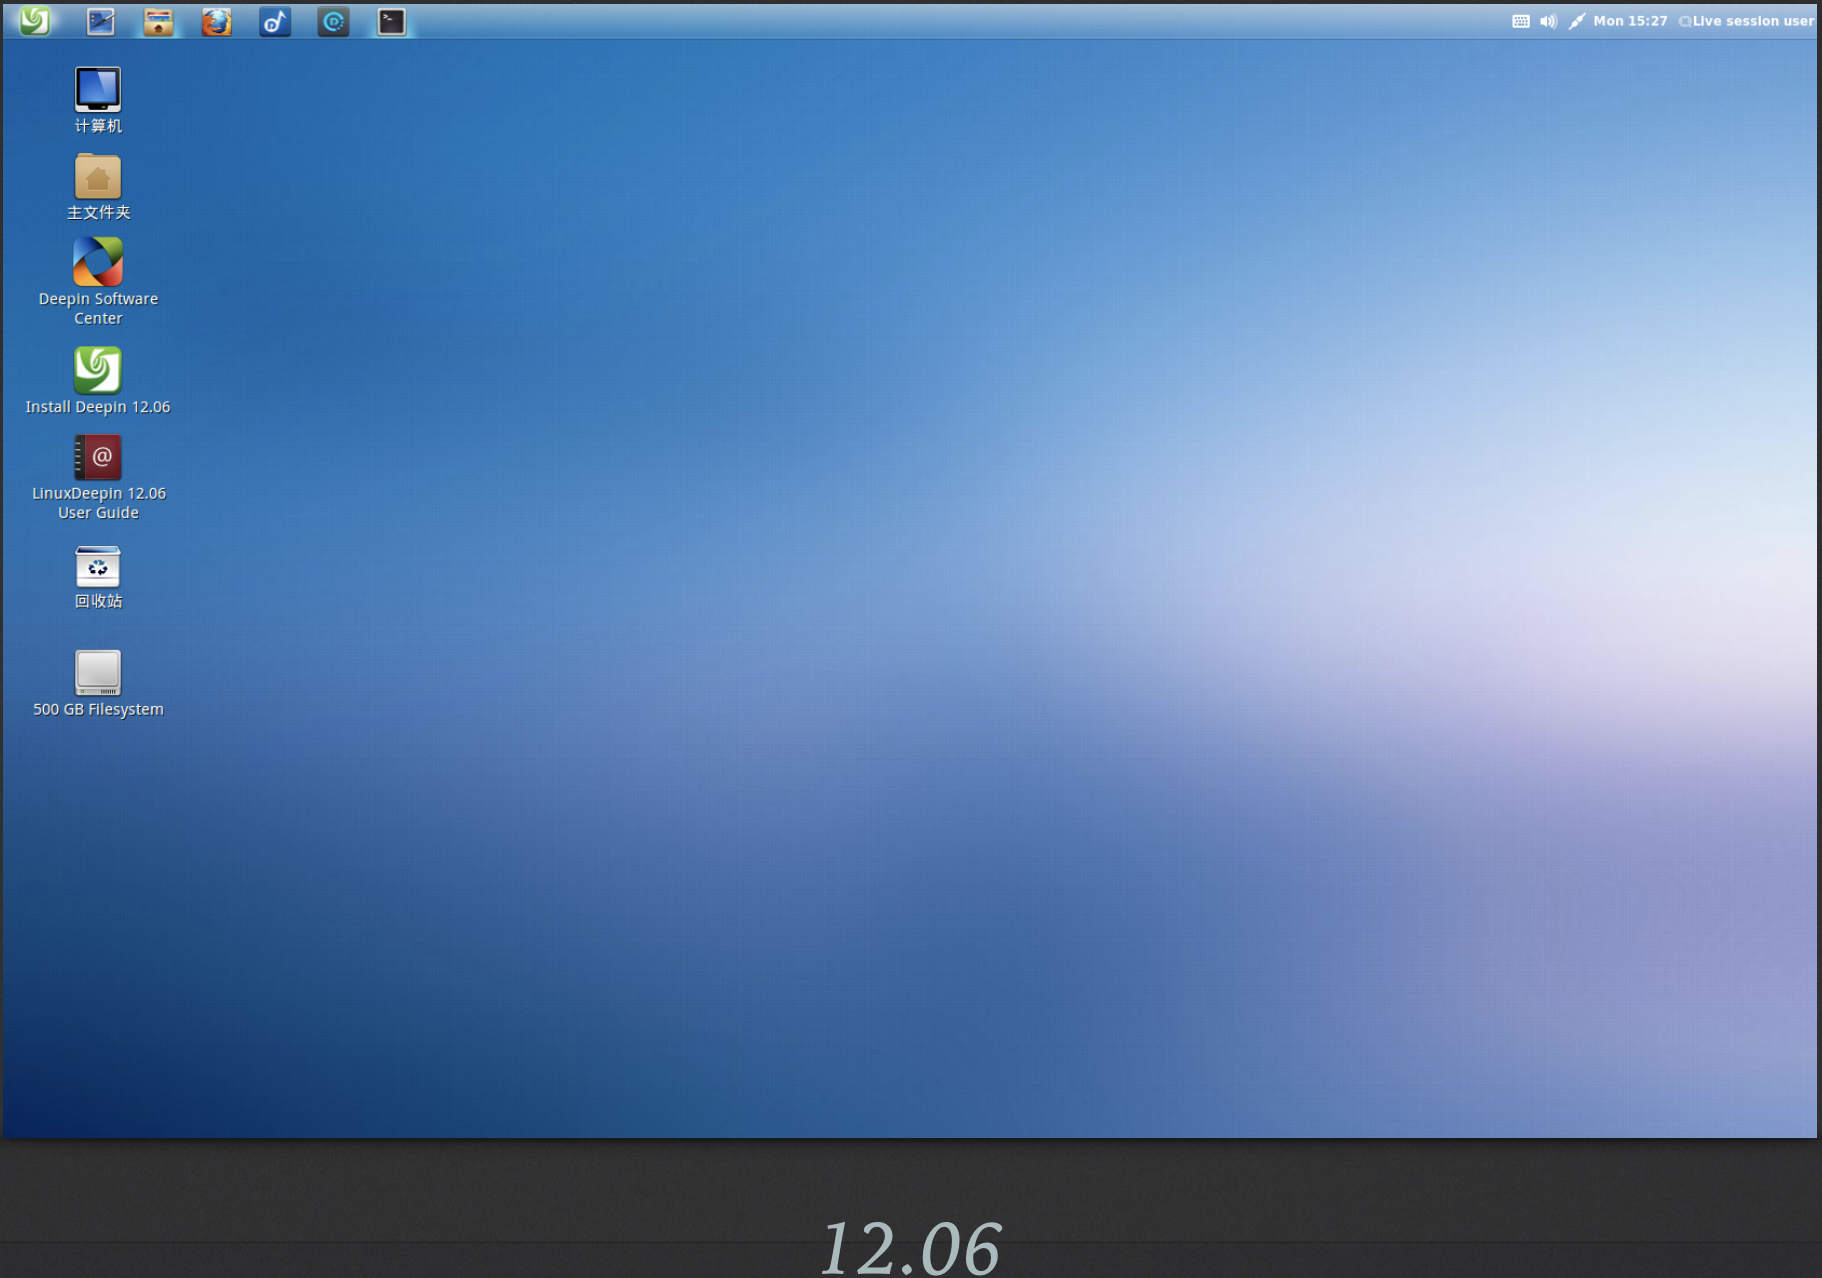 Mon 15:27
Live session user
计算机
主文件夹
Deepin Software
Center
Install Deepin 12.06
LinuxDeepin 12.06
User Guide
回收站
500 GB Filesystem
12.06